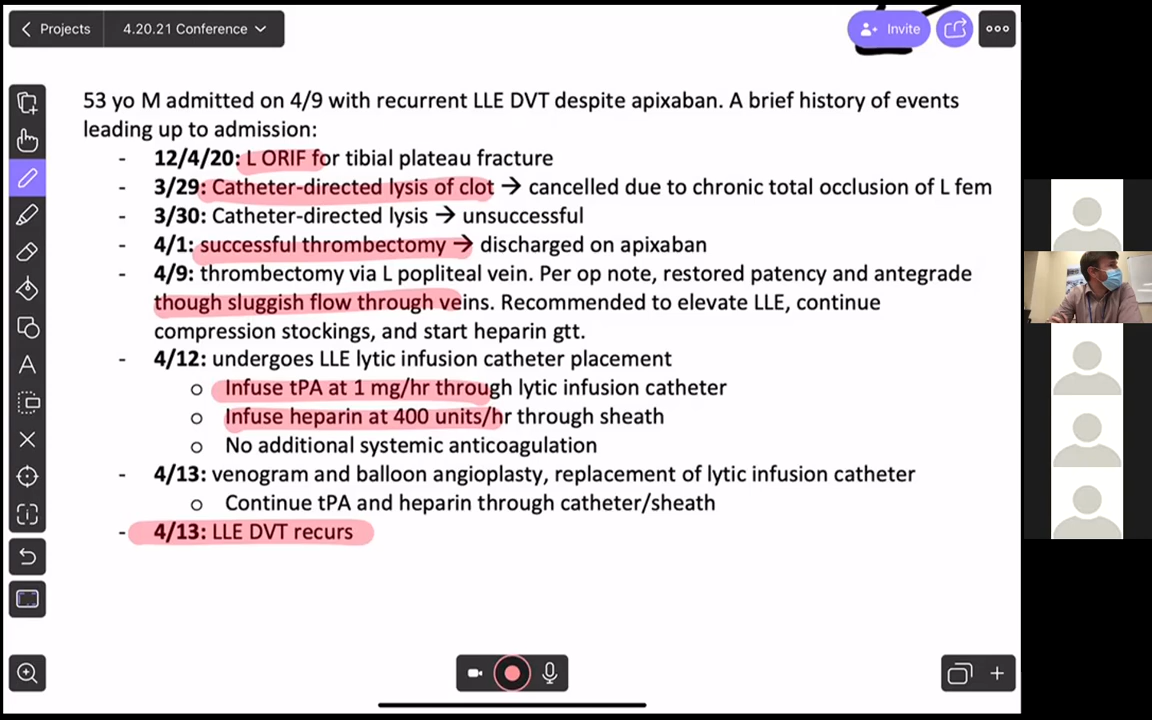 Projects
4.20.21 Conference
Invite
53 yo M admitted on 4/9 with recurrent LLE DVT despite apixaban. A brief history of events
leading up to admission:
- 12/4/20: L ORIF for tibial plateau fracture
- 3/29: Catheter-directed lysis of clot → cancelled due to chronic total occlusion of L fem
- 3/30: Catheter-directed lysis → unsuccessful
- 4/1: successful thrombectomy → discharged on apixaban
- 4/9: thrombectomy via L popliteal vein. Per op note, restored patency and antegrade
though sluggish flow through veins. Recommended to elevate LLE, continue
compression stockings, and start heparin gtt.
- 4/12: undergoes LLE lytic infusion catheter placement
o Infuse tPA at 1 mg/hr through lytic infusion catheter
o Infuse heparin at 400 units/hr through sheath
o No additional systemic anticoagulation
- 4/13: venogram and balloon angioplasty, replacement of lytic infusion catheter
o Continue tPA and heparin through catheter/sheath
- 4/13: LLE DVT recurs